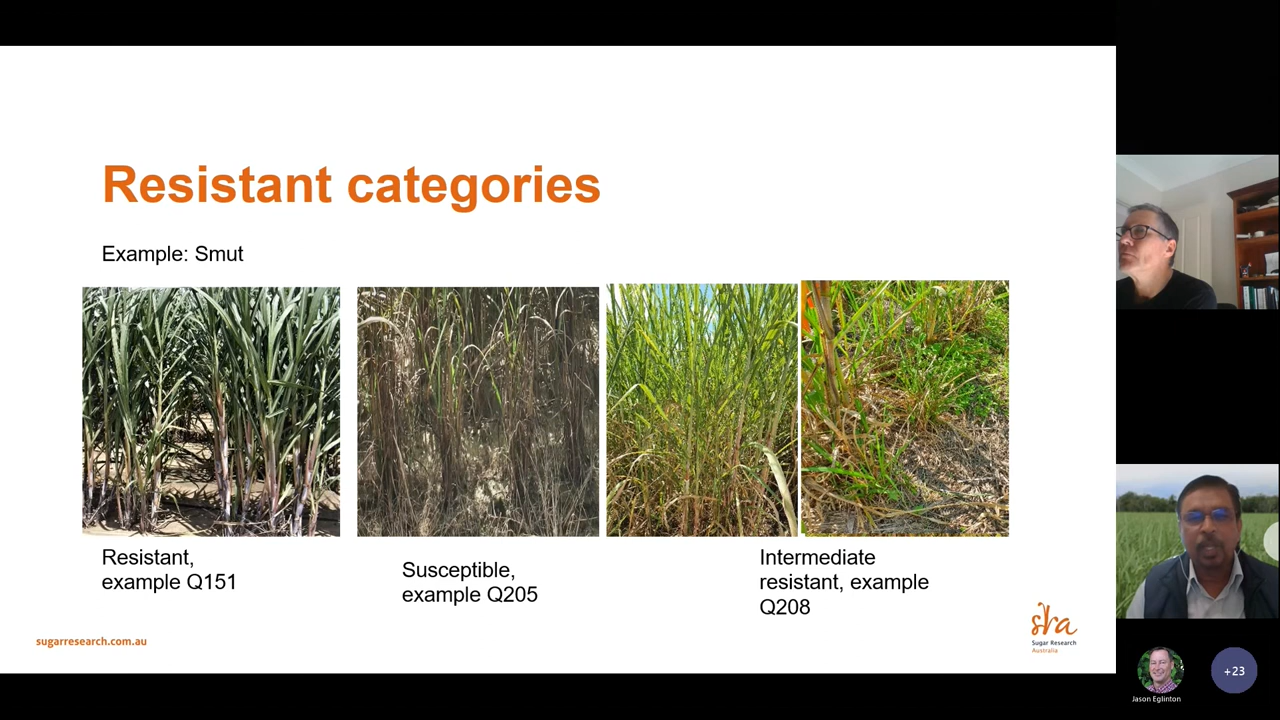 Resistant categories
Example: Smut
Resistant,
example Q151
Susceptible,
example Q205
Intermediate
resistant, example
Q208
sugarresearch.com.au
sra
Sugar Research
Australia
Jason Eglinton
+23